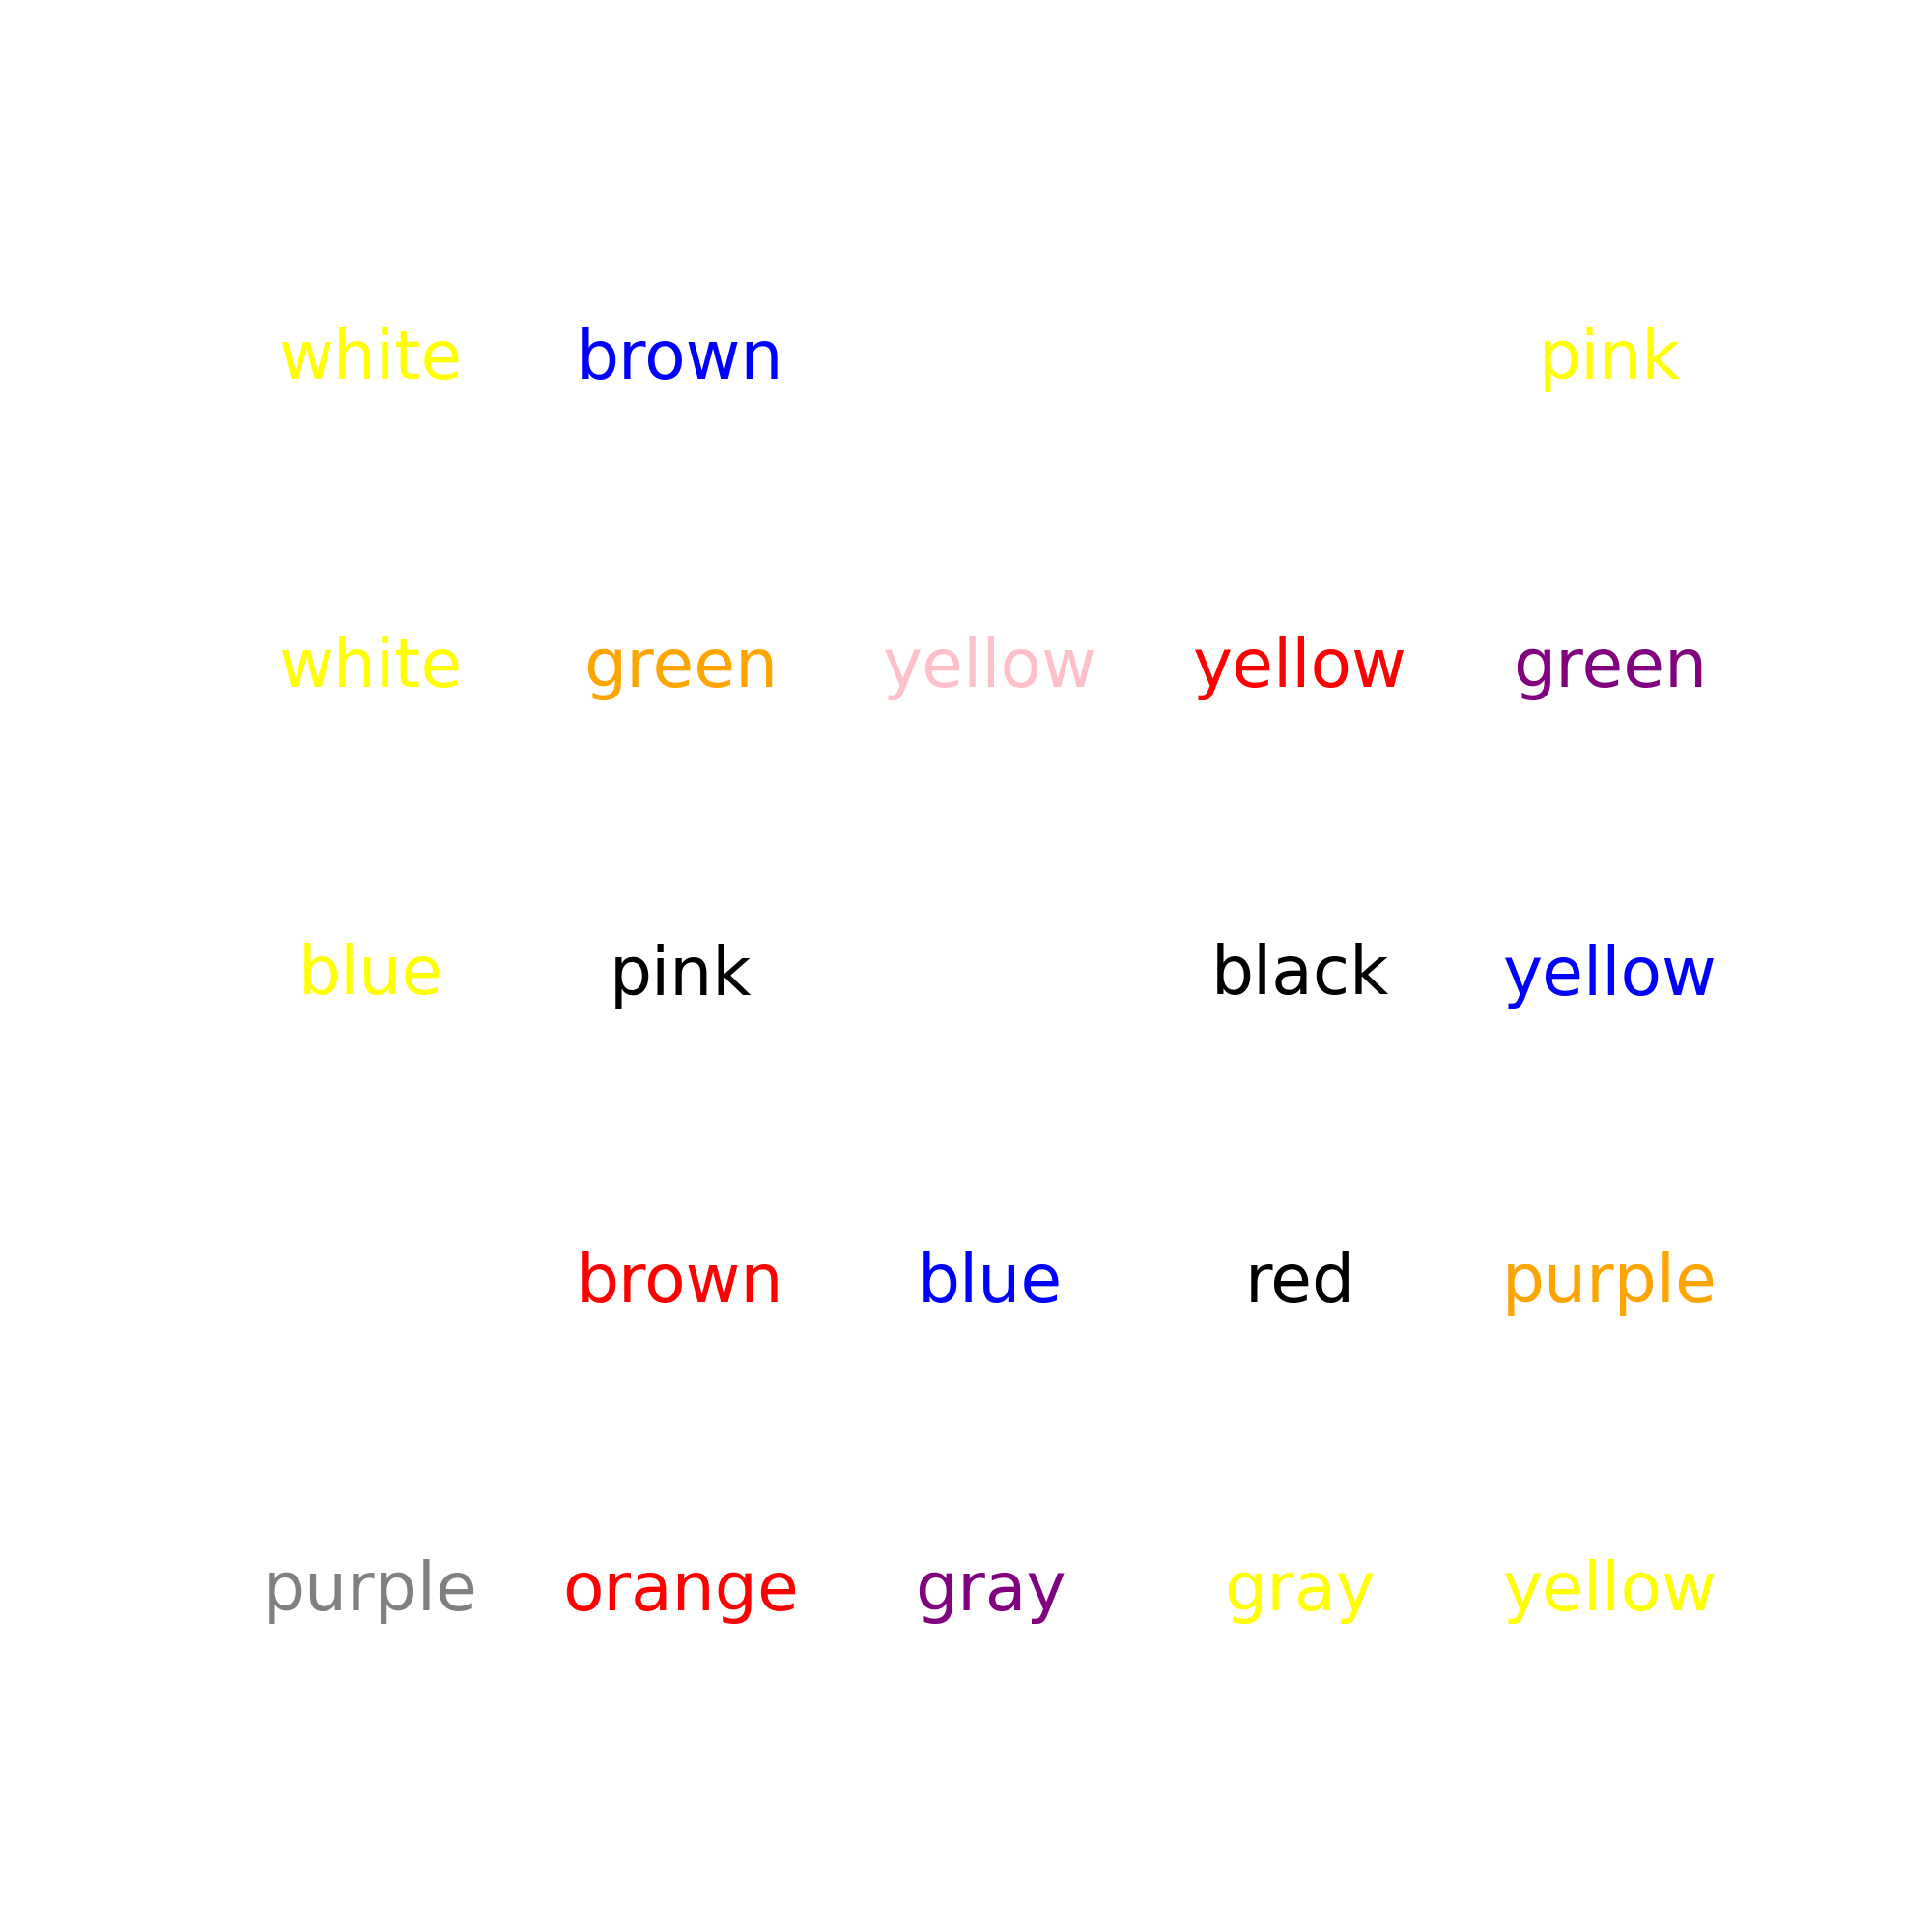 white brown pink
white green yellow yellow green
blue pink black yellow
brown blue red purple
purple orange gray gray yellow